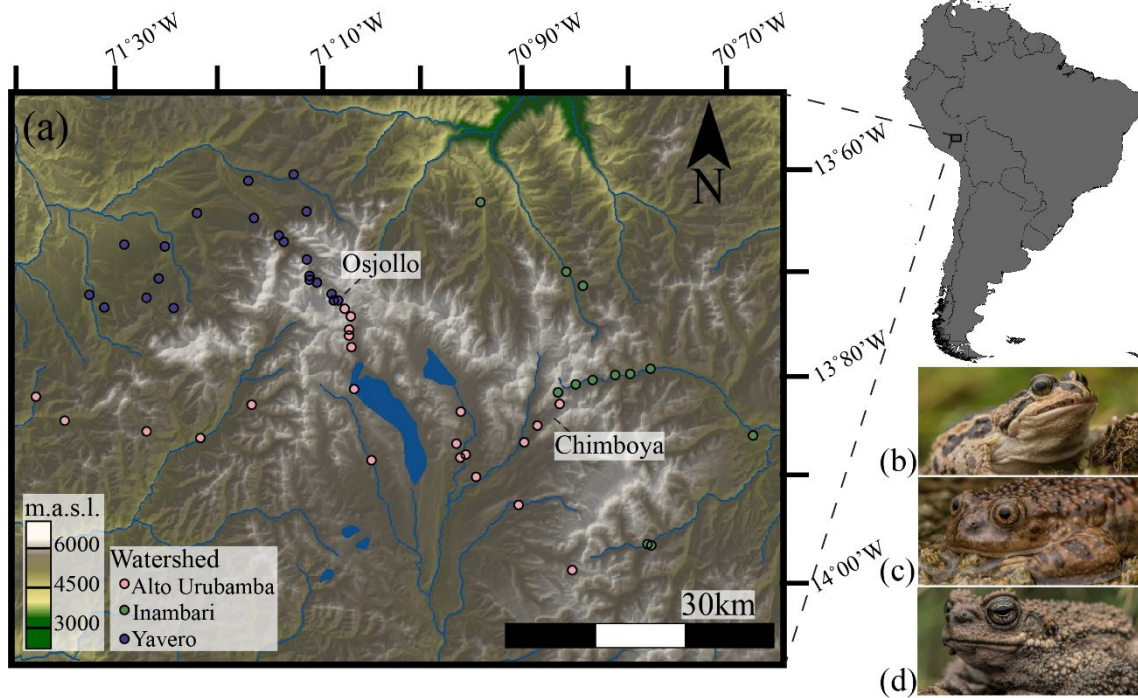 71°30’W
71°10’W
70°90’W
70°70’W
(a)
N
13°60’W
Osjollo
13°80’W
Chimboya
(b)
(c)
14°00’W
(d)
m.a.s.l.
6000
4500
3000
Watershed
Alto Urubamba
Inambari
Yavero
30km